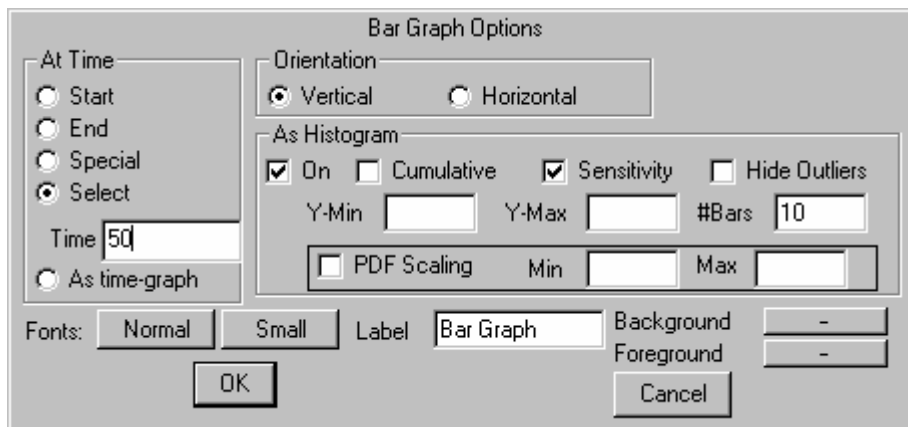 Bar Graph Options
At Time
Start
End
Special
Select
Time 50
As time-graph
Orientation
Vertical Horizontal
As Histogram
On Cumulative Sensitivity Hide Outliers
Y-Min Y-Max #Bars 10
PDF Scaling Min Max
Fonts: Normal Small Label Bar Graph Background -
Foreground -
OK Cancel